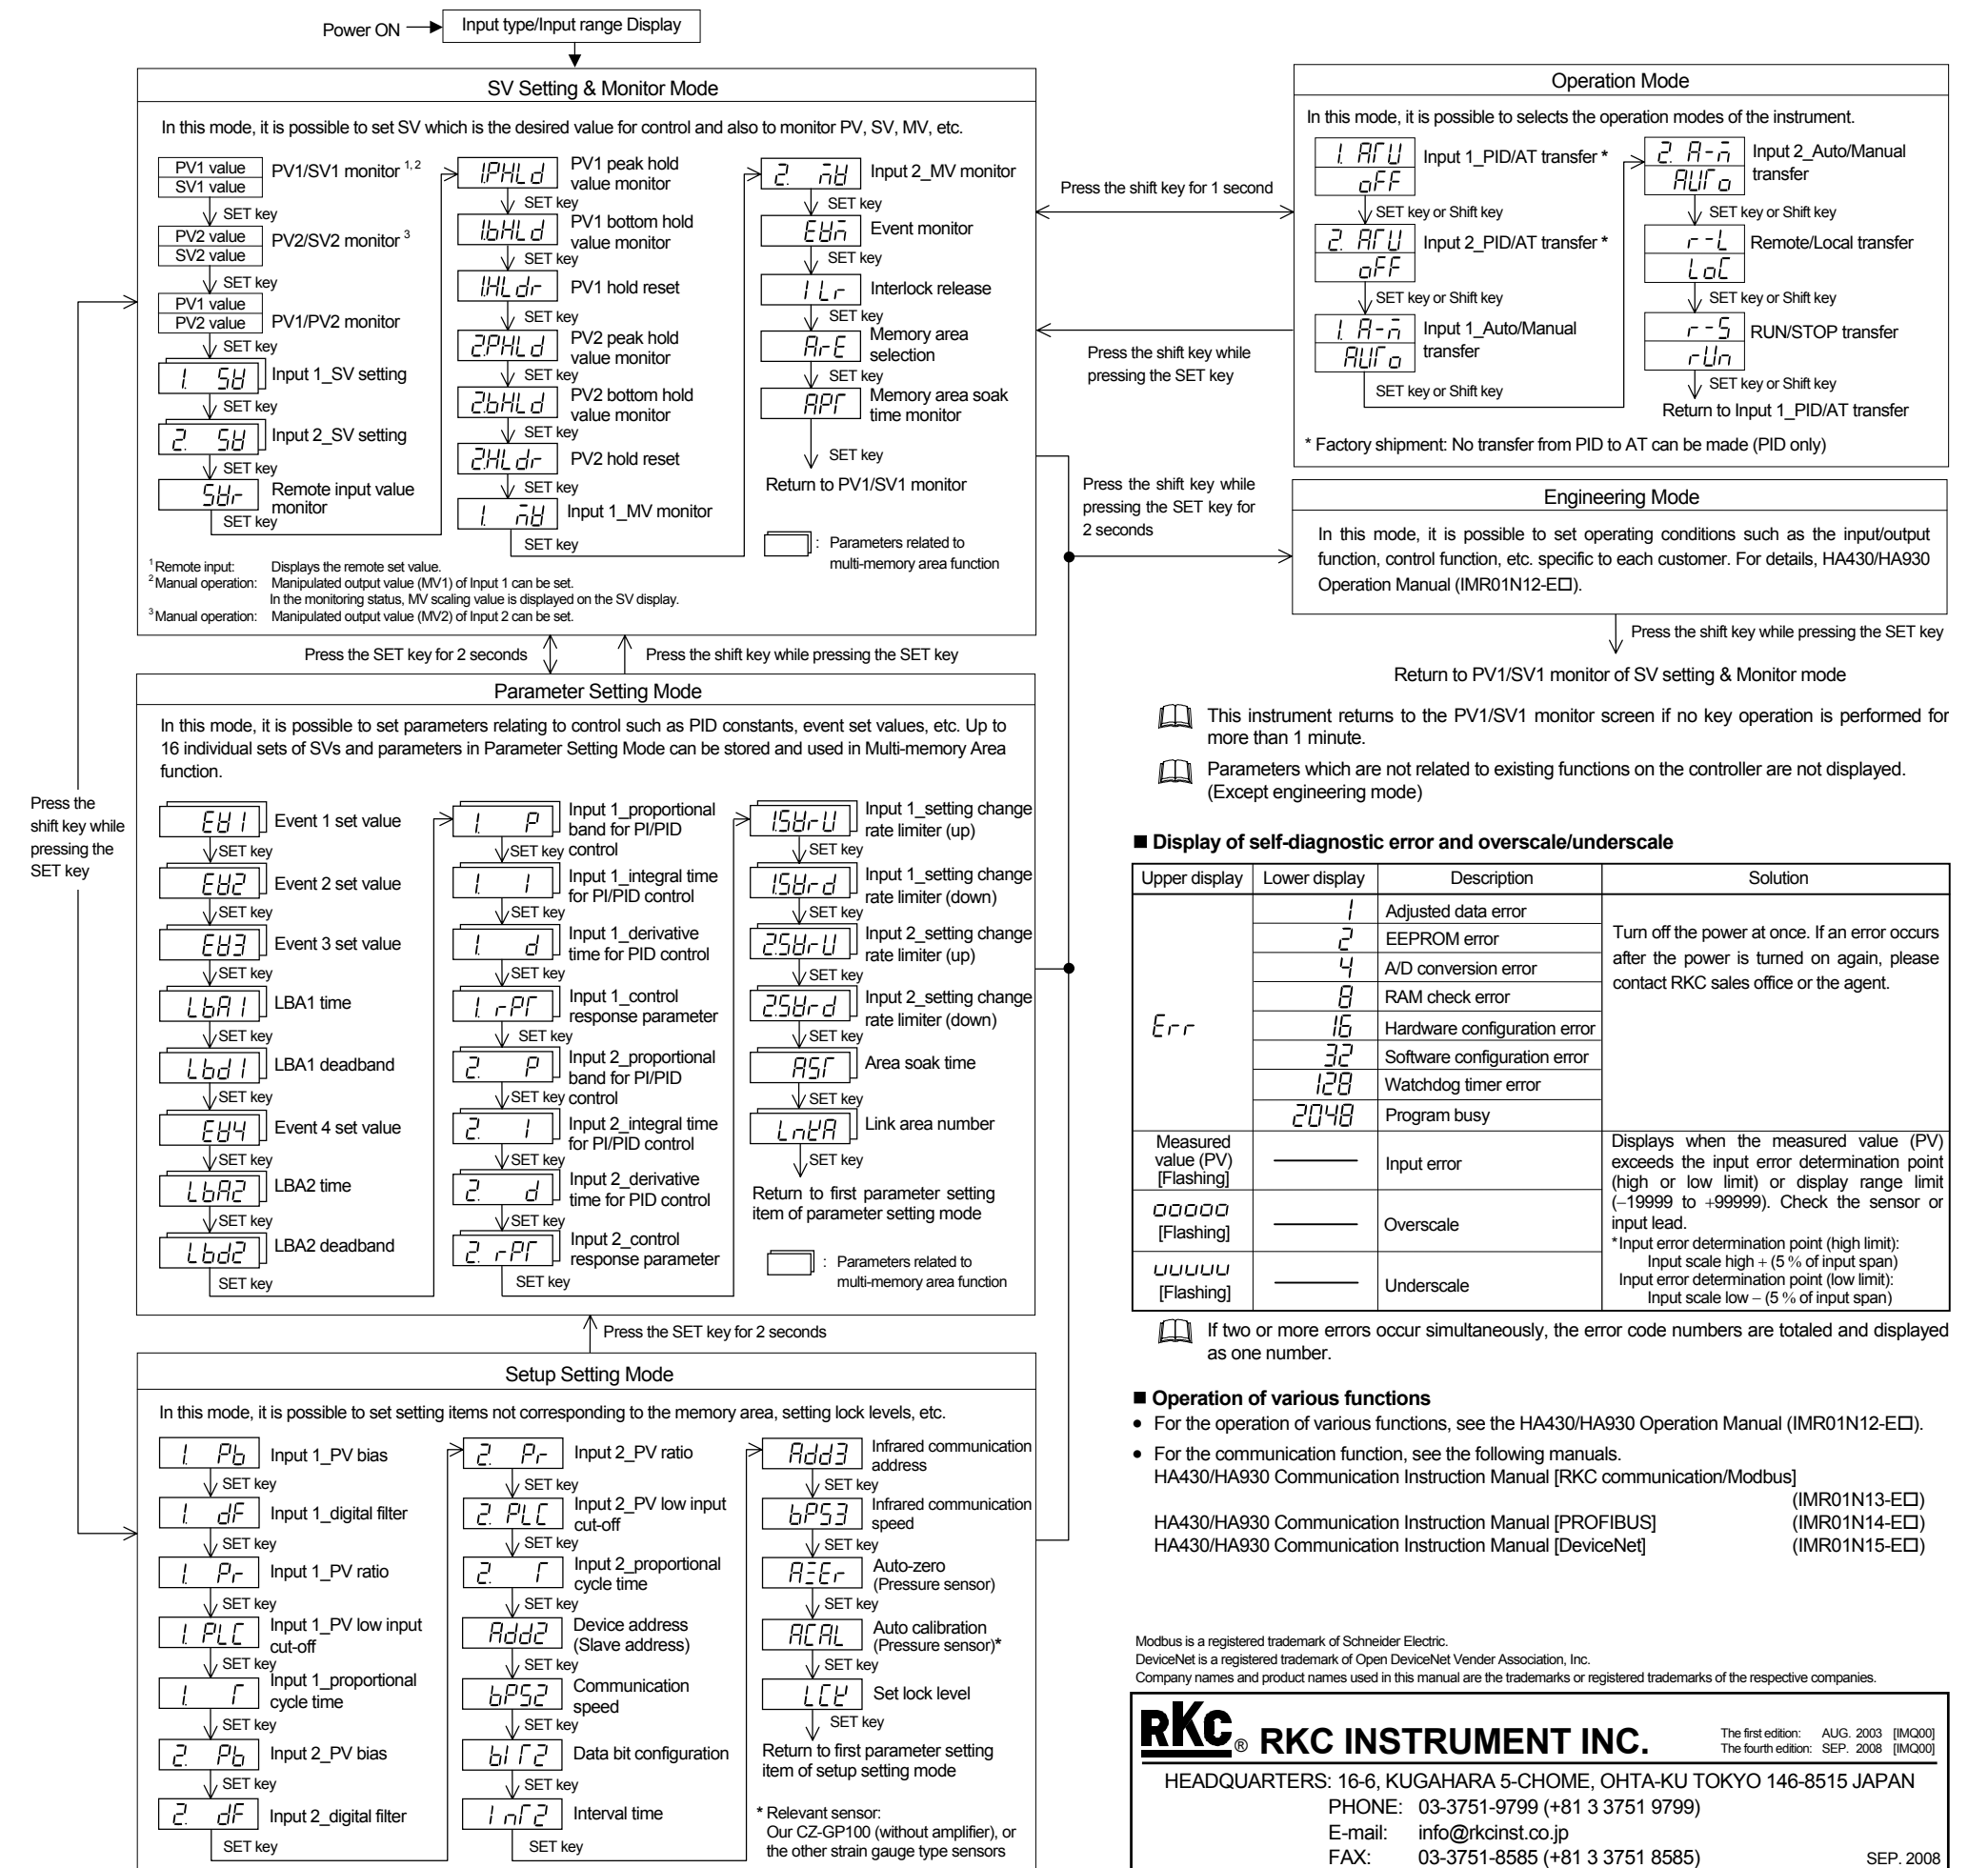 Power ON
Input type/Input range Display
SV Setting & Monitor Mode
In this mode, it is possible to set SV which is the desired value for control and also to monitor PV, SV, MV, etc.
PV1 value
SV1 value
PV1/SV1 monitor 1, 2
SET key
PV2 value
SV2 value
PV2/SV2 monitor 3
SET key
PV1 value
PV2 value
PV1/PV2 monitor
SET key
Input 1_SV setting
SET key
Input 2_SV setting
SET key
Remote input value
monitor
SET key
PV1 peak hold
value monitor
SET key
PV1 bottom hold
value monitor
SET key
PV1 hold reset
SET key
PV2 peak hold
value monitor
SET key
PV2 bottom hold
value monitor
SET key
PV2 hold reset
SET key
Input 1_MV monitor
SET key
Input 2_MV monitor
SET key
Event monitor
SET key
Interlock release
SET key
Memory area
selection
SET key
Memory area soak
time monitor
SET key
Return to PV1/SV1 monitor
: Parameters related to
multi-memory area function
1 Remote input: Displays the remote set value.
2 Manual operation: Manipulated output value (MV1) of Input 1 can be set.
In the monitoring status, MV scaling value is displayed on the SV display.
3 Manual operation: Manipulated output value (MV2) of Input 2 can be set.
Press the shift key for 1 second
Press the shift key while
pressing the SET key
Press the shift key while
pressing the SET key for
2 seconds
Operation Mode
In this mode, it is possible to selects the operation modes of the instrument.
Input 1_PID/AT transfer *
oFF
SET key or Shift key
Input 2_PID/AT transfer *
oFF
SET key or Shift key
Input 1_Auto/Manual
transfer
SET key or Shift key
Input 2_Auto/Manual
transfer
SET key or Shift key
r-L
LoC
Remote/Local transfer
SET key or Shift key
r-S
rUn
RUN/STOP transfer
SET key or Shift key
Return to Input 1_PID/AT transfer
* Factory shipment: No transfer from PID to AT can be made (PID only)
Engineering Mode
In this mode, it is possible to set operating conditions such as the input/output
function, control function, etc. specific to each customer. For details, HA430/HA930
Operation Manual (IMR01N12-E□).
Press the shift key while pressing the SET key
Return to PV1/SV1 monitor of SV setting & Monitor mode
Press the SET key for 2 seconds
Press the shift key while pressing the SET key
Press the
shift key while
pressing the
SET key
Parameter Setting Mode
In this mode, it is possible to set parameters relating to control such as PID constants, event set values, etc. Up to
16 individual sets of SVs and parameters in Parameter Setting Mode can be stored and used in Multi-memory Area
function.
Event 1 set value
SET key
Event 2 set value
SET key
Event 3 set value
SET key
LbA1 LBA1 time
SET key
Lbd1 LBA1 deadband
SET key
Event 4 set value
SET key
LbA2 LBA2 time
SET key
Lbd2 LBA2 deadband
SET key
1. P Input 1_proportional
band for PI/PID
control
SET key
1. I Input 1_integral time
for PI/PID control
SET key
1. d Input 1_derivative
time for PID control
SET key
Input 1_control
response parameter
SET key
2. P Input 2_proportional
band for PI/PID
control
SET key
2. I Input 2_integral time
for PI/PID control
SET key
2. d Input 2_derivative
time for PID control
SET key
Input 2_control
response parameter
SET key
Input 1_setting change
rate limiter (up)
SET key
Input 1_setting change
rate limiter (down)
SET key
Input 2_setting change
rate limiter (up)
SET key
Input 2_setting change
rate limiter (down)
SET key
Area soak time
SET key
Link area number
SET key
Return to first parameter setting
item of parameter setting mode
: Parameters related to
multi-memory area function
Press the SET key for 2 seconds
Setup Setting Mode
In this mode, it is possible to set setting items not corresponding to the memory area, setting lock levels, etc.
1. Pb Input 1_PV bias
SET key
1. dF Input 1_digital filter
SET key
1. Pr Input 1_PV ratio
SET key
1. PLC Input 1_PV low input
cut-off
SET key
Input 1_proportional
cycle time
SET key
2. Pb Input 2_PV bias
SET key
2. dF Input 2_digital filter
SET key
2. Pr Input 2_PV ratio
SET key
2. PLC Input 2_PV low input
cut-off
SET key
Input 2_proportional
cycle time
SET key
Add2 Device address
(Slave address)
SET key
bPS2 Communication
speed
SET key
Data bit configuration
SET key
Interval time
SET key
Add3 Infrared communication
address
SET key
bPS3 Infrared communication
speed
SET key
Auto-zero
(Pressure sensor)
SET key
ACAL Auto calibration
(Pressure sensor)*
SET key
Set lock level
SET key
Return to first parameter setting
item of setup setting mode
* Relevant sensor:
Our CZ-GP100 (without amplifier), or
the other strain gauge type sensors
This instrument returns to the PV1/SV1 monitor screen if no key operation is performed for
more than 1 minute.
Parameters which are not related to existing functions on the controller are not displayed.
(Except engineering mode)
■ Display of self-diagnostic error and overscale/underscale
Upper display Lower display Description Solution
Err
1 Adjusted data error
2 EEPROM error
4 A/D conversion error
8 RAM check error
16 Hardware configuration error
32 Software configuration error
128 Watchdog timer error
2048 Program busy
Turn off the power at once. If an error occurs
after the power is turned on again, please
contact RKC sales office or the agent.
Measured
value (PV)
[Flashing]
Input error
ooooo
[Flashing]
Overscale
uuuuu
[Flashing]
Underscale
Displays when the measured value (PV)
exceeds the input error determination point
(high or low limit) or display range limit
(−19999 to +99999). Check the sensor or
input lead.
*Input error determination point (high limit):
Input scale high + (5 % of input span)
Input error determination point (low limit):
Input scale low − (5 % of input span)
If two or more errors occur simultaneously, the error code numbers are totaled and displayed
as one number.
■ Operation of various functions
• For the operation of various functions, see the HA430/HA930 Operation Manual (IMR01N12-E□).
• For the communication function, see the following manuals.
HA430/HA930 Communication Instruction Manual [RKC communication/Modbus]
(IMR01N13-E□)
HA430/HA930 Communication Instruction Manual [PROFIBUS] (IMR01N14-E□)
HA430/HA930 Communication Instruction Manual [DeviceNet] (IMR01N15-E□)
Modbus is a registered trademark of Schneider Electric.
DeviceNet is a registered trademark of Open DeviceNet Vender Association, Inc.
Company names and product names used in this manual are the trademarks or registered trademarks of the respective companies.
RKC® RKC INSTRUMENT INC.
The first edition: AUG. 2003 [IMQ00]
The fourth edition: SEP. 2008 [IMQ00]
HEADQUARTERS: 16-6, KUGAHARA 5-CHOME, OHTA-KU TOKYO 146-8515 JAPAN
PHONE: 03-3751-9799 (+81 3 3751 9799)
E-mail: info@rkcinst.co.jp
FAX: 03-3751-8585 (+81 3 3751 8585)
SEP. 2008